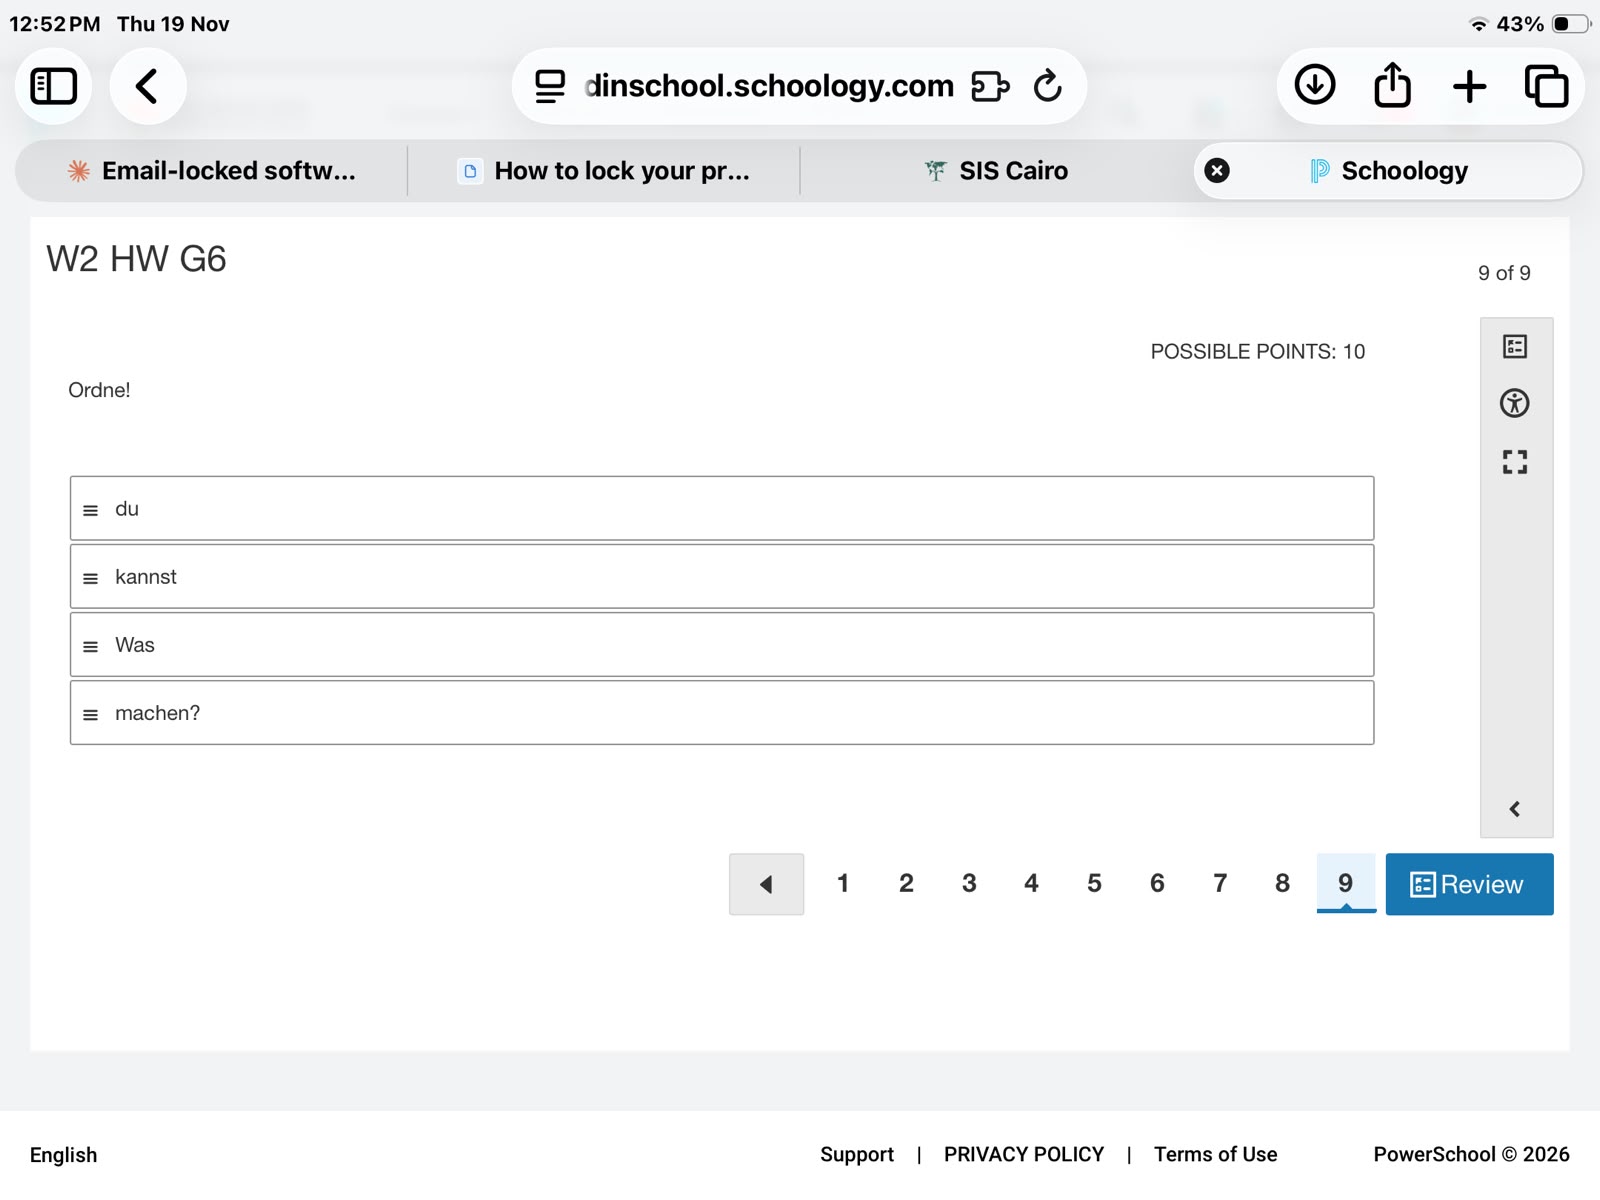 12:52 PM Thu 19 Nov 43%
dinschool.schoology.com
Email-locked softw... How to lock your pr... SIS Cairo Schoology
W2 HW G6
9 of 9
POSSIBLE POINTS: 10
Ordne!
du
kannst
Was
machen?
1 2 3 4 5 6 7 8 9 Review
English Support | PRIVACY POLICY | Terms of Use PowerSchool © 2026